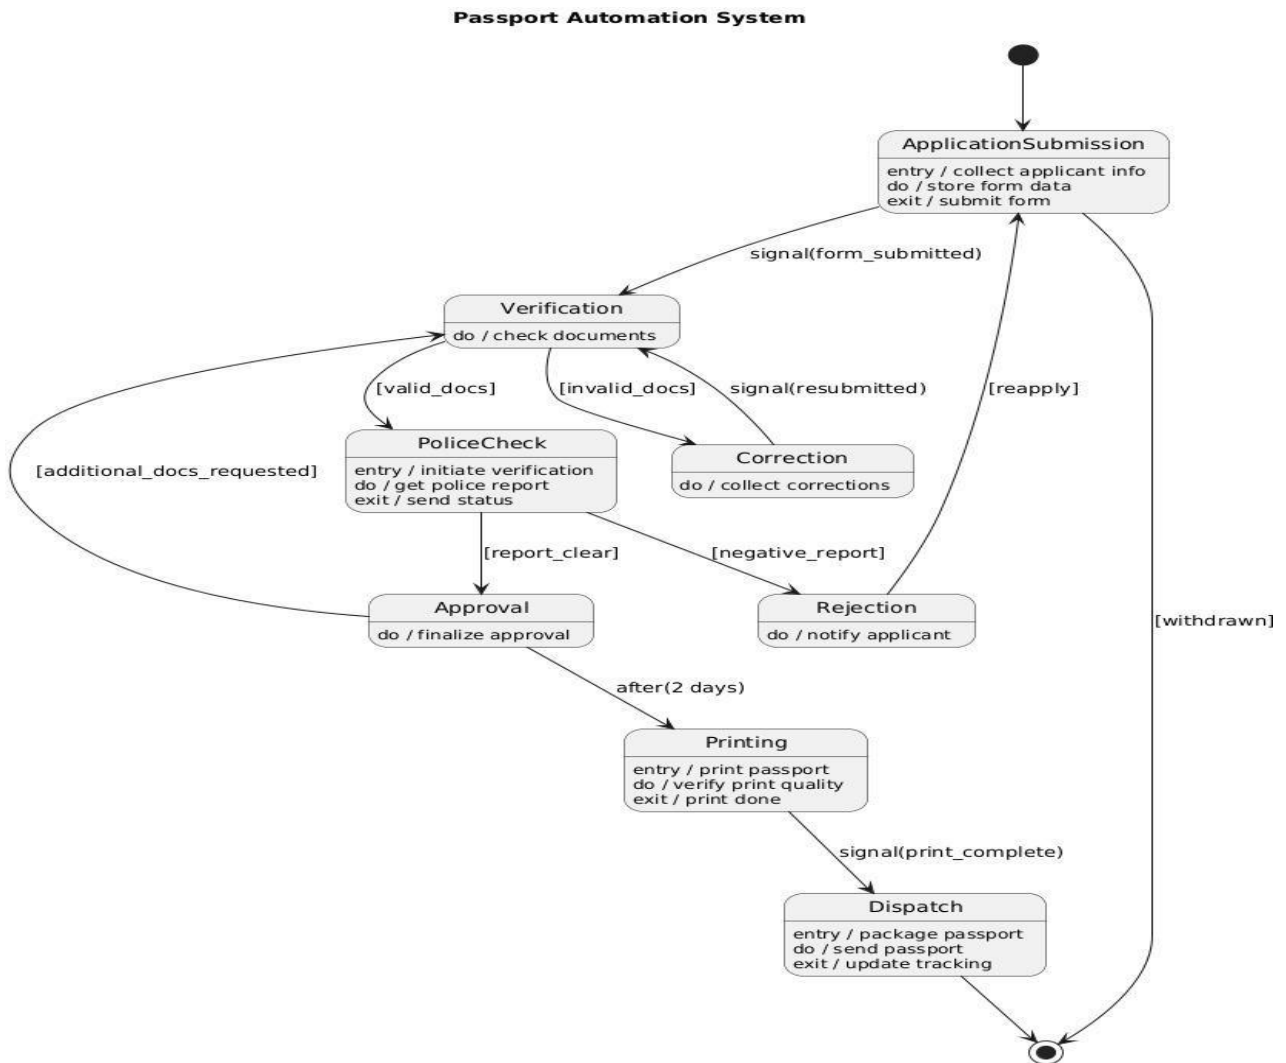 Passport Automation System
ApplicationSubmission
entry / collect applicant info
do / store form data
exit / submit form
signal(form_submitted)
Verification
do / check documents
[valid_docs]
[invalid_docs]
signal(resubmitted)
[reapply]
PoliceCheck
entry / initiate verification
do / get police report
exit / send status
Correction
do / collect corrections
[additional_docs_requested]
[report_clear]
[negative_report]
Approval
do / finalize approval
Rejection
do / notify applicant
[withdrawn]
after(2 days)
Printing
entry / print passport
do / verify print quality
exit / print done
signal(print_complete)
Dispatch
entry / package passport
do / send passport
exit / update tracking